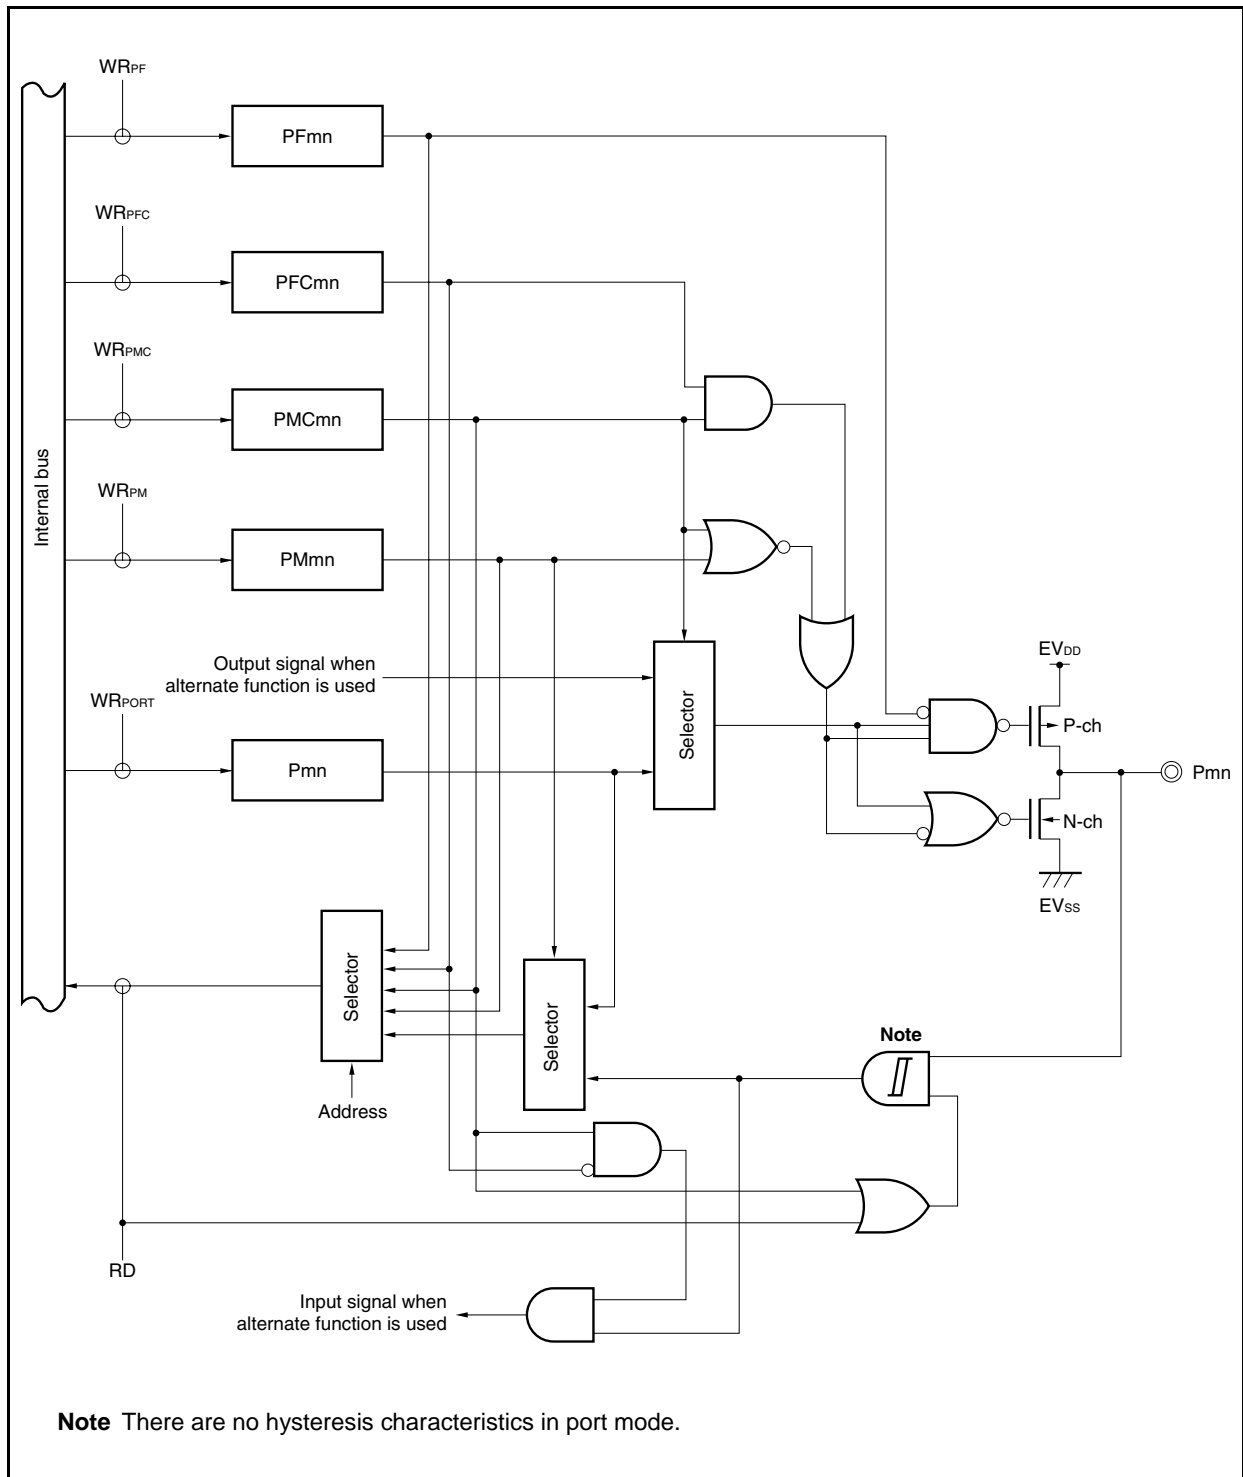 WRPF
PFmn
WRPFC
PFCmn
WRPMC
PMCmn
Internal bus
WRPM
PMmn
Output signal when
alternate function is used
WRPORT
Pmn
Selector
EVDD
P-ch
Pmn
N-ch
EVSS
Selector
Selector
Note
Address
RD
Input signal when
alternate function is used
Note There are no hysteresis characteristics in port mode.